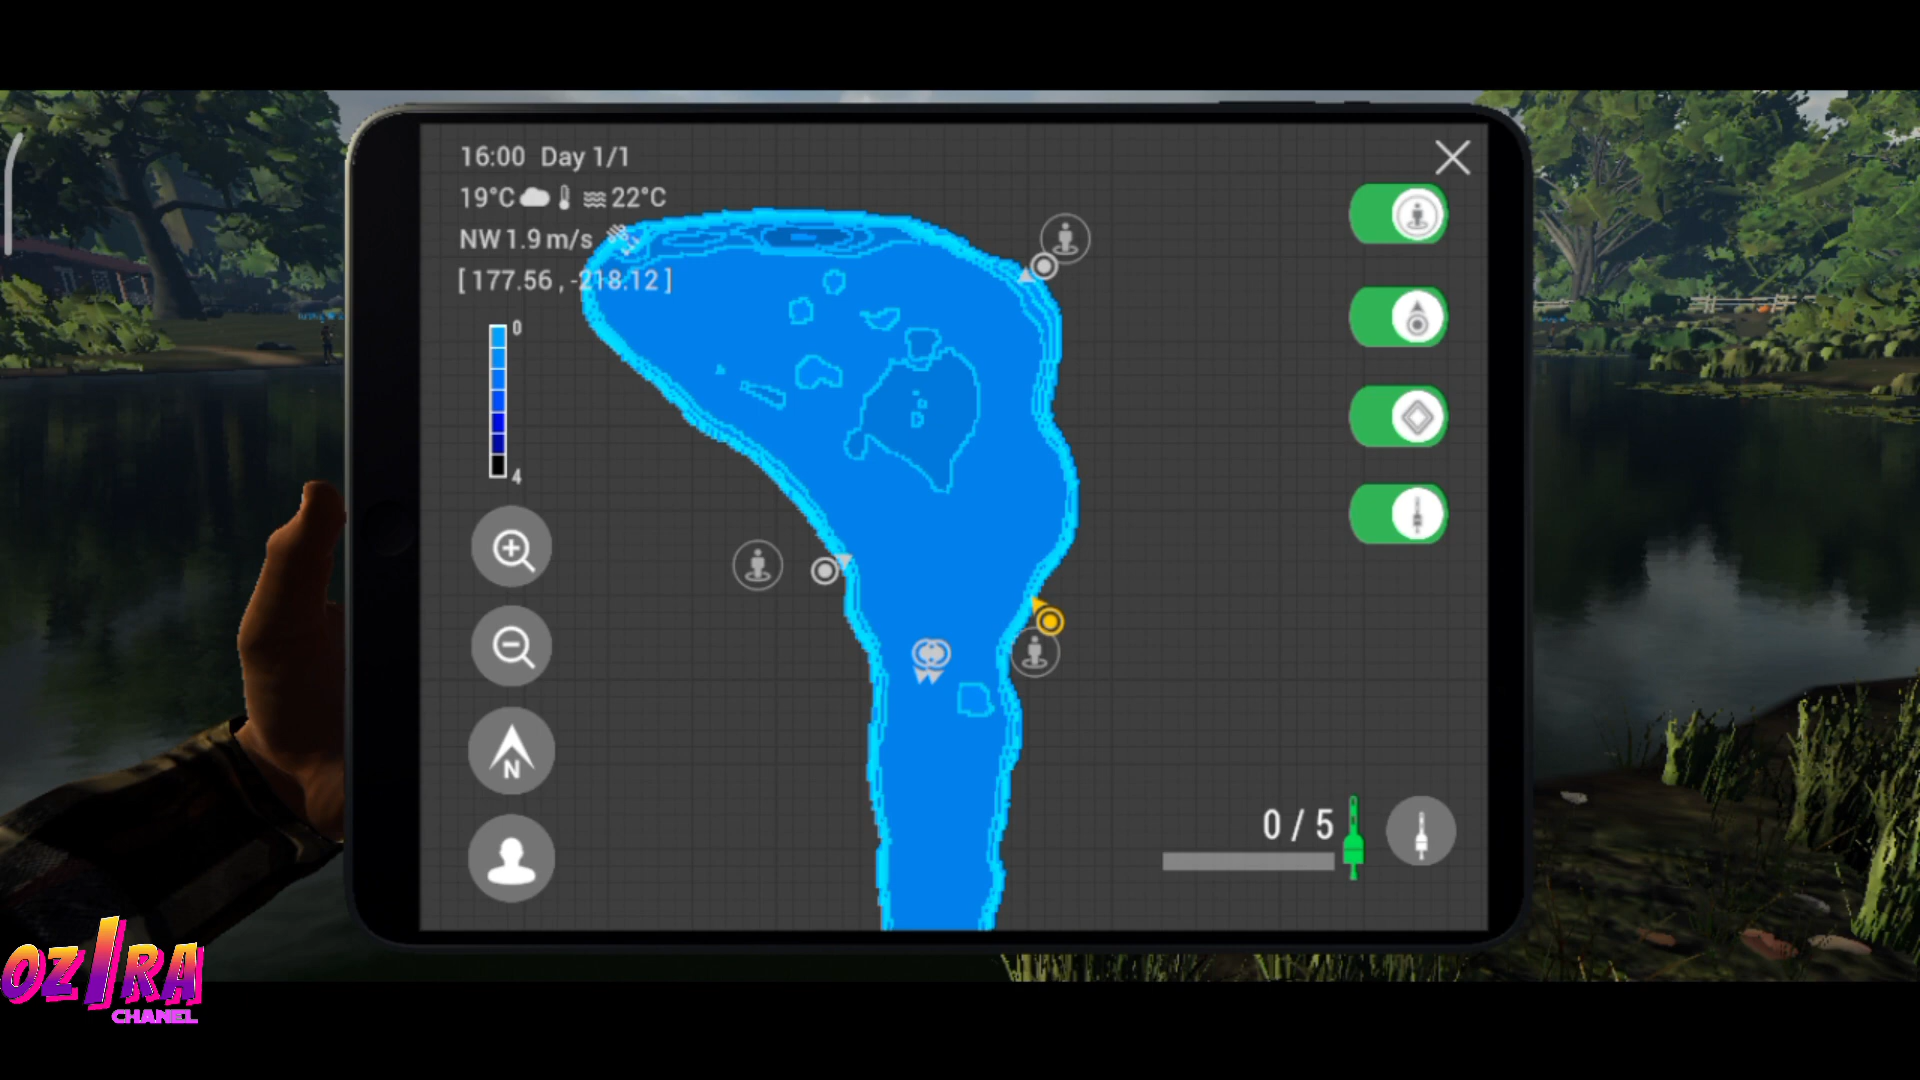 16:00 Day 1/1
19°C 22°C
NW 1.9 m/s
[ 177.56 , -218.12 ]
0
4
N
0 / 5
OZIRA
CHANEL